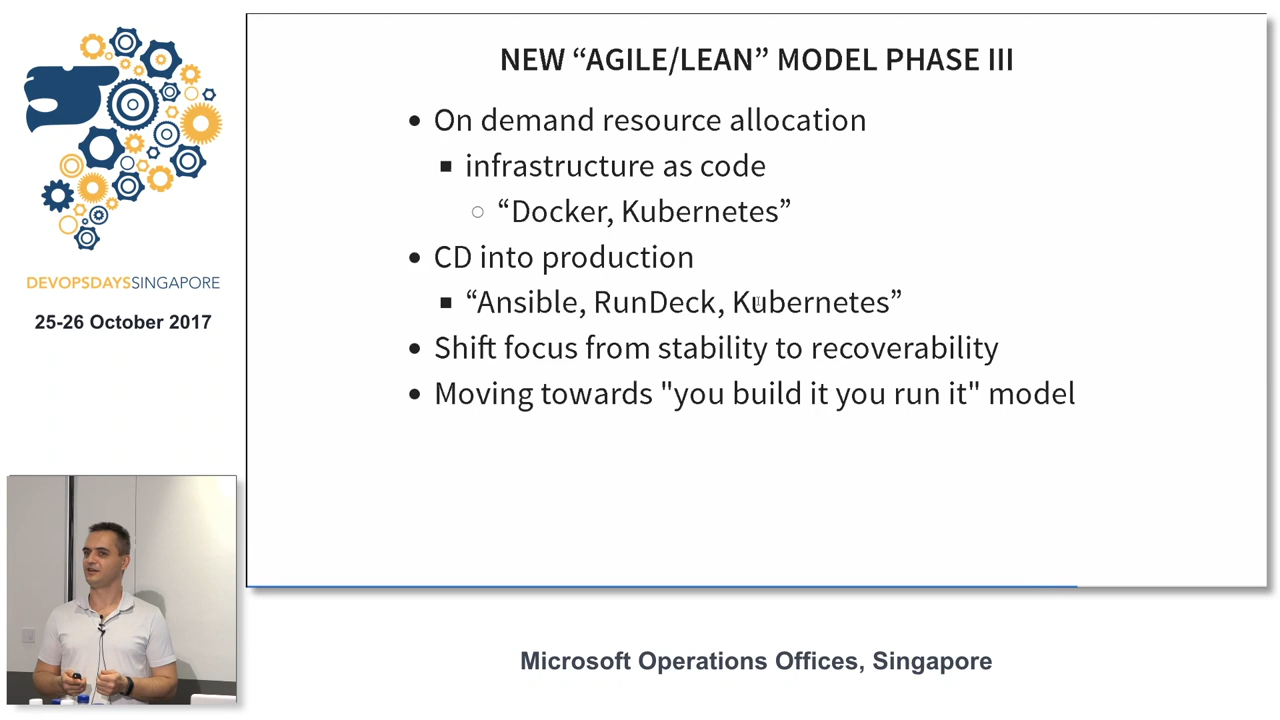 NEW “AGILE/LEAN” MODEL PHASE III
On demand resource allocation
infrastructure as code
“Docker, Kubernetes”
CD into production
“Ansible, RunDeck, Kubernetes”
Shift focus from stability to recoverability
Moving towards "you build it you run it" model
DEVOPSDAYSSINGAPORE
25-26 October 2017
Microsoft Operations Offices, Singapore